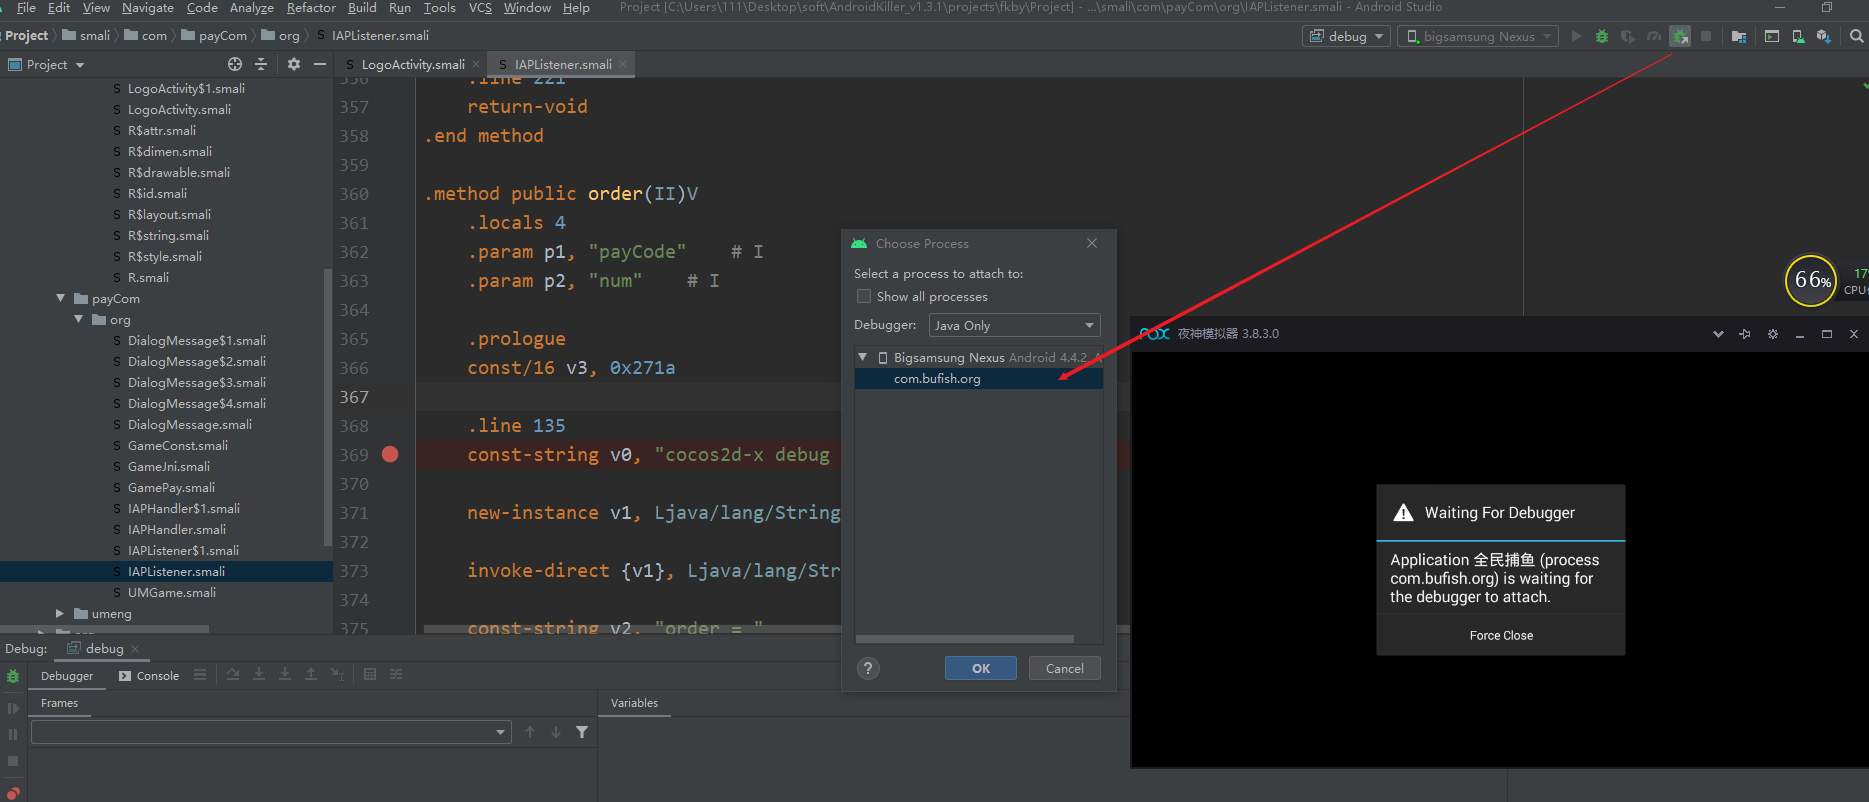 File Edit View Navigate Code Analyze Refactor Build Run Tools VCS Window Help Project [C:\Users\111\Desktop\soft\AndroidKiller_v1.3.1\projects\fkby\Project] - ...\smali\com\payCom\org\IAPListener.smali - Android Studio
Project smali com payCom org IAPListener.smali debug bigsamsung Nexus
Project LogoActivity.smali IAPListener.smali
LogoActivity$1.smali
LogoActivity.smali
R$attr.smali
R$dimen.smali
R$drawable.smali
R$id.smali
R$layout.smali
R$string.smali
R$style.smali
R.smali
payCom
org
DialogMessage$1.smali
DialogMessage$2.smali
DialogMessage$3.smali
DialogMessage$4.smali
DialogMessage.smali
GameConst.smali
GameJni.smali
GamePay.smali
IAPHandler$1.smali
IAPHandler.smali
IAPListener$1.smali
IAPListener.smali
UMGame.smali
umeng
356 .line 221
357 return-void
358 .end method
359
360 .method public order(II)V
361 .locals 4
362 .param p1, "payCode" # I
363 .param p2, "num" # I
364
365 .prologue
366 const/16 v3, 0x271a
367
368 .line 135
369 const-string v0, "cocos2d-x debug
370
371 new-instance v1, Ljava/lang/String
372
373 invoke-direct {v1}, Ljava/lang/Str
374
375 const-string v2, "order = "
Choose Process
Select a process to attach to:
Show all processes
Debugger: Java Only
Bigsamsung Nexus Android 4.4.2, A
com.bufish.org
? OK Cancel
66% 179
CPU
nox 夜神模拟器 3.8.3.0
Waiting For Debugger
Application 全民捕鱼 (process
com.bufish.org) is waiting for
the debugger to attach.
Force Close
Debug: debug
Debugger Console
Frames Variables